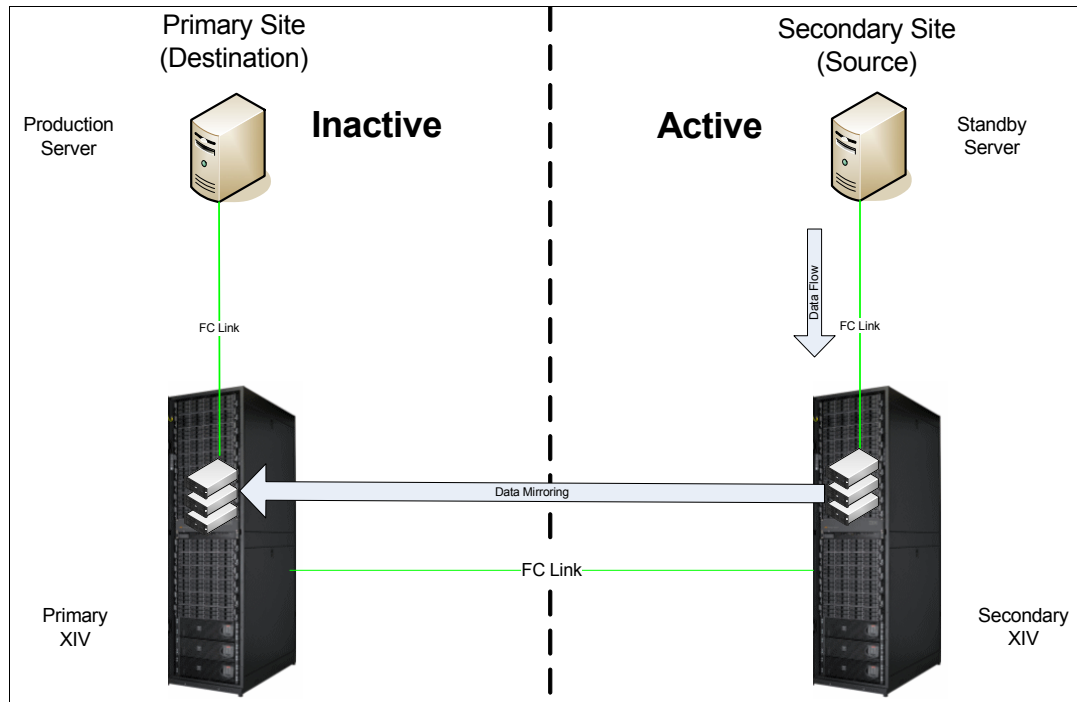 Primary Site
(Destination)
Secondary Site
(Source)
Production
Server
Inactive
Active
Standby
Server
Data Flow
FC Link
FC Link
Data Mirroring
FC Link
Primary
XIV
Secondary
XIV